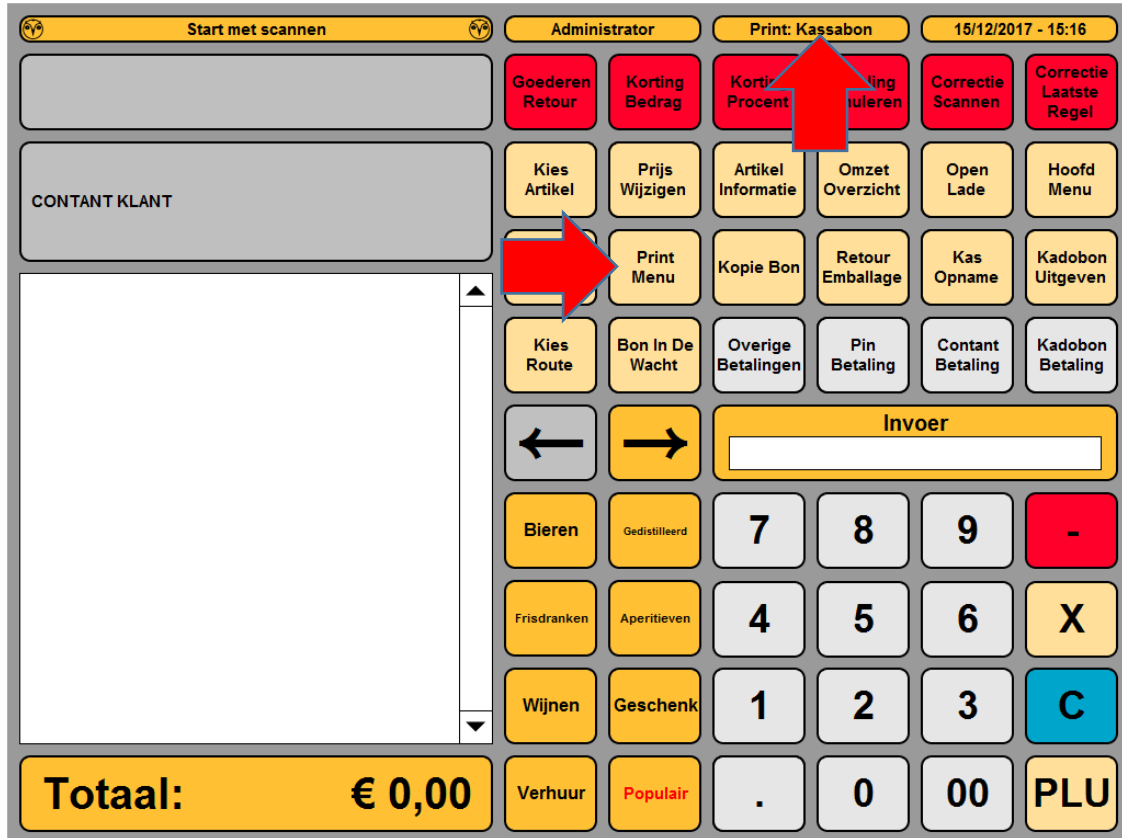 Start met scannen
Administrator
Print: Kassabon
15/12/2017 - 15:16
Goederen
Retour
Korting
Bedrag
Procent
Correctie
Scannen
Correctie
Laatste
Regel
CONTANT KLANT
Kies
Artikel
Prijs
Wijzigen
Artikel
Informatie
Omzet
Overzicht
Open
Lade
Hoofd
Menu
Print
Menu
Kopie Bon
Retour
Emballage
Kas
Opname
Kadobon
Uitgeven
Kies
Route
Bon In De
Wacht
Overige
Betalingen
Pin
Betaling
Contant
Betaling
Kadobon
Betaling
←
→
Invoer
Bieren
Gedistilleerd
7
8
9
-
Frisdranken
Aperitieven
4
5
6
X
Wijnen
Geschenk
1
2
3
C
Totaal: € 0,00
Verhuur
Populair
.
0
00
PLU